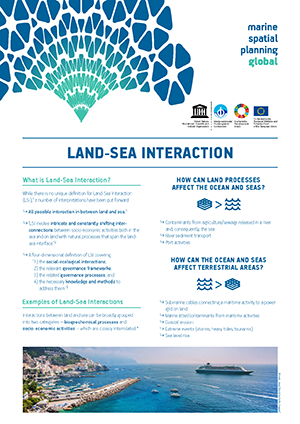 marine
spatial
planning
global
LAND-SEA INTERACTION
What is Land-Sea Interaction?
While there is no unique definition for Land Sea Interaction
(LSI), a number of interpretations have been put forward:
All possible interaction in between land and sea
LSI involves intricate and constantly shifting inter-
connections between socio-economic activities both in the
sea and on land with natural processes that span the land-
sea interface
A four dimensional definition of LSI covering
1) the social-ecological interactions
2) the relevant governance frameworks
3) the related governance processes and
4) the necessary knowledge and methods to
address them
Examples of Land-Sea Interactions
Interactions between land and sea can be broadly grouped
into two categories – biogeochemical processes and
socio-economic activities – which are closely interrelated
HOW CAN LAND PROCESSES
AFFECT THE OCEAN AND SEAS?
>
Contaminants from agricultural/sewage released in a river
and, consequently, the sea
River sediment transport
Port activities
HOW CAN THE OCEAN AND SEAS
AFFECT TERRESTRIAL AREAS?
>
Submarine cables connecting a maritime activity to a power
grid on land
Marine litter/contaminants from maritime activities
Coastal erosion
Extreme events (storms, heavy tides, tsunamis)
Sea level rise